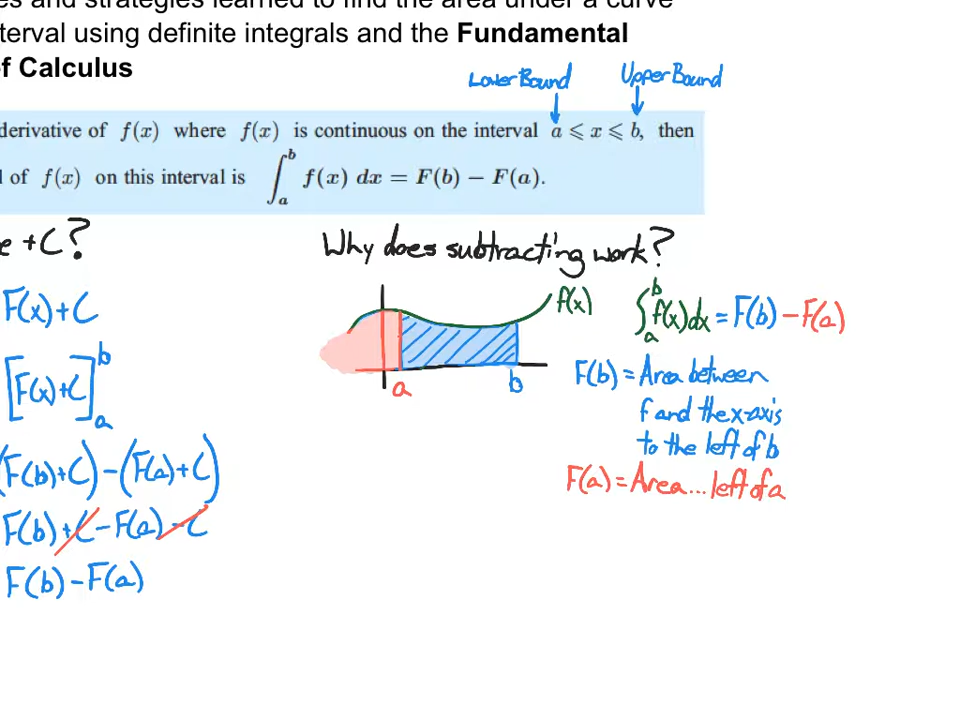 es and strategies learned to find the area under a curve
terval using definite integrals and the Fundamental
f Calculus
Lower Bound
Upper Bound
derivative of f(x) where f(x) is continuous on the interval a ⩽ x ⩽ b, then
l of f(x) on this interval is ∫_a^b f(x) dx = F(b) − F(a).
e +C?
F(x)+C
[F(x)+C]_a^b
(F(b)+C)-(F(a)+C)
F(b)+C-F(a)-C
F(b)-F(a)
Why does subtracting work?
f(x)
a
b
∫_a^b f(x)dx = F(b) - F(a)
F(b) = Area between
f and the x-axis
to the left of b
F(a) = Area... left of a